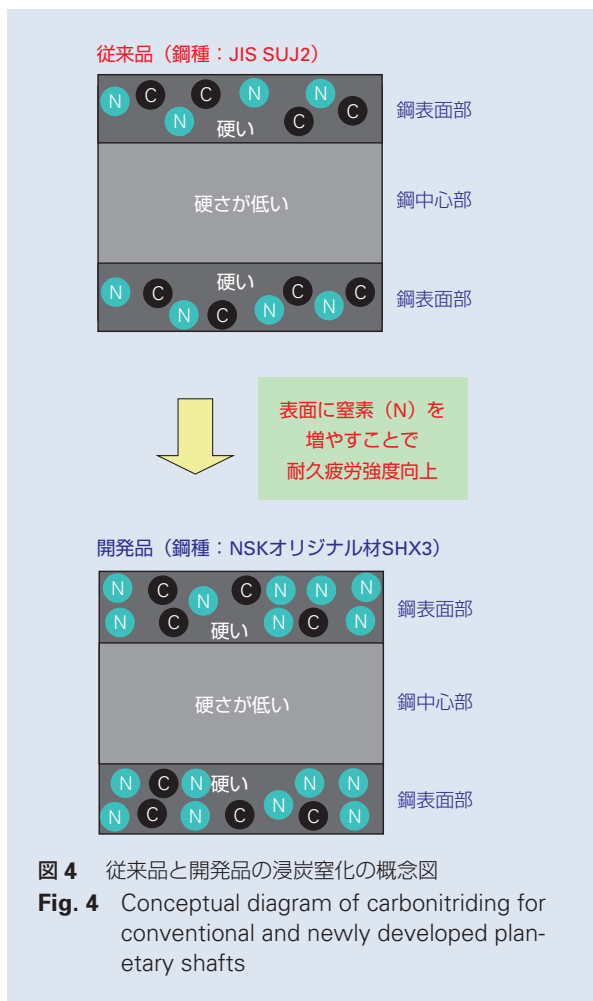 従来品（鋼種：JIS SUJ2）
N C C N N C
N C
硬い
鋼表面部
硬さが低い
鋼中心部
硬い
N C C N C
N C N
鋼表面部
表面に窒素（N）を
増やすことで
耐久疲労強度向上
開発品（鋼種：NSKオリジナル材SHX3）
N C N C N N N
N C N C N
硬い
鋼表面部
硬さが低い
鋼中心部
N C N 硬い N N
N C N C N C N
鋼表面部
図 4 従来品と開発品の浸炭窒化の概念図
Fig. 4 Conceptual diagram of carbonitriding for
conventional and newly developed plan-
etary shafts